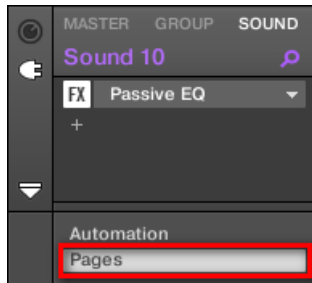 MASTER GROUP SOUND
Sound 10
FX Passive EQ
+
Automation
Pages